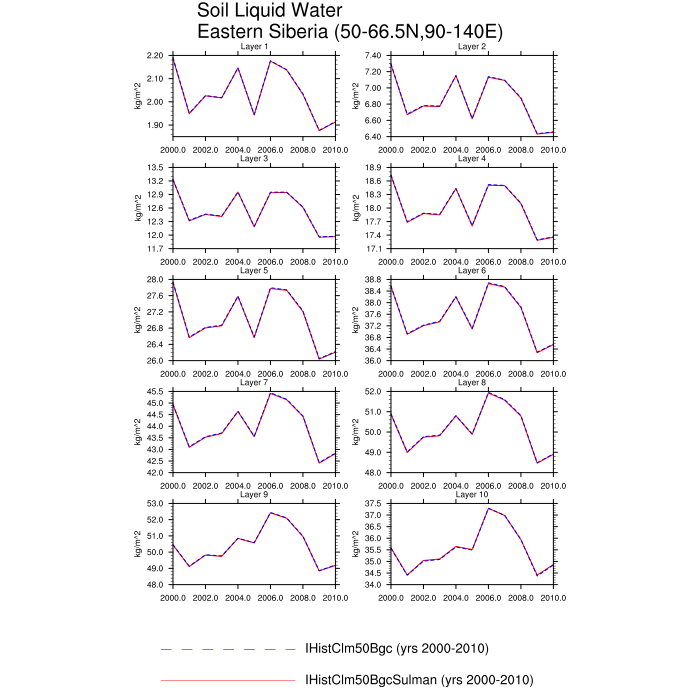 Soil Liquid Water
Eastern Siberia (50-66.5N,90-140E)
Layer 1
2.20
2.10
2.00
1.90
kg/m^2
2000.0 2002.0 2004.0 2006.0 2008.0 2010.0
Layer 2
7.40
7.20
7.00
6.80
6.60
6.40
kg/m^2
2000.0 2002.0 2004.0 2006.0 2008.0 2010.0
Layer 3
13.5
13.2
12.9
12.6
12.3
12.0
11.7
kg/m^2
2000.0 2002.0 2004.0 2006.0 2008.0 2010.0
Layer 4
18.9
18.6
18.3
18.0
17.7
17.4
17.1
kg/m^2
2000.0 2002.0 2004.0 2006.0 2008.0 2010.0
Layer 5
28.0
27.6
27.2
26.8
26.4
26.0
kg/m^2
2000.0 2002.0 2004.0 2006.0 2008.0 2010.0
Layer 6
38.8
38.4
38.0
37.6
37.2
36.8
36.4
36.0
kg/m^2
2000.0 2002.0 2004.0 2006.0 2008.0 2010.0
Layer 7
45.5
45.0
44.5
44.0
43.5
43.0
42.5
42.0
kg/m^2
2000.0 2002.0 2004.0 2006.0 2008.0 2010.0
Layer 8
52.0
51.0
50.0
49.0
48.0
kg/m^2
2000.0 2002.0 2004.0 2006.0 2008.0 2010.0
Layer 9
53.0
52.0
51.0
50.0
49.0
48.0
kg/m^2
2000.0 2002.0 2004.0 2006.0 2008.0 2010.0
Layer 10
37.5
37.0
36.5
36.0
35.5
35.0
34.5
34.0
kg/m^2
2000.0 2002.0 2004.0 2006.0 2008.0 2010.0
IHistClm50Bgc (yrs 2000-2010)
IHistClm50BgcSulman (yrs 2000-2010)